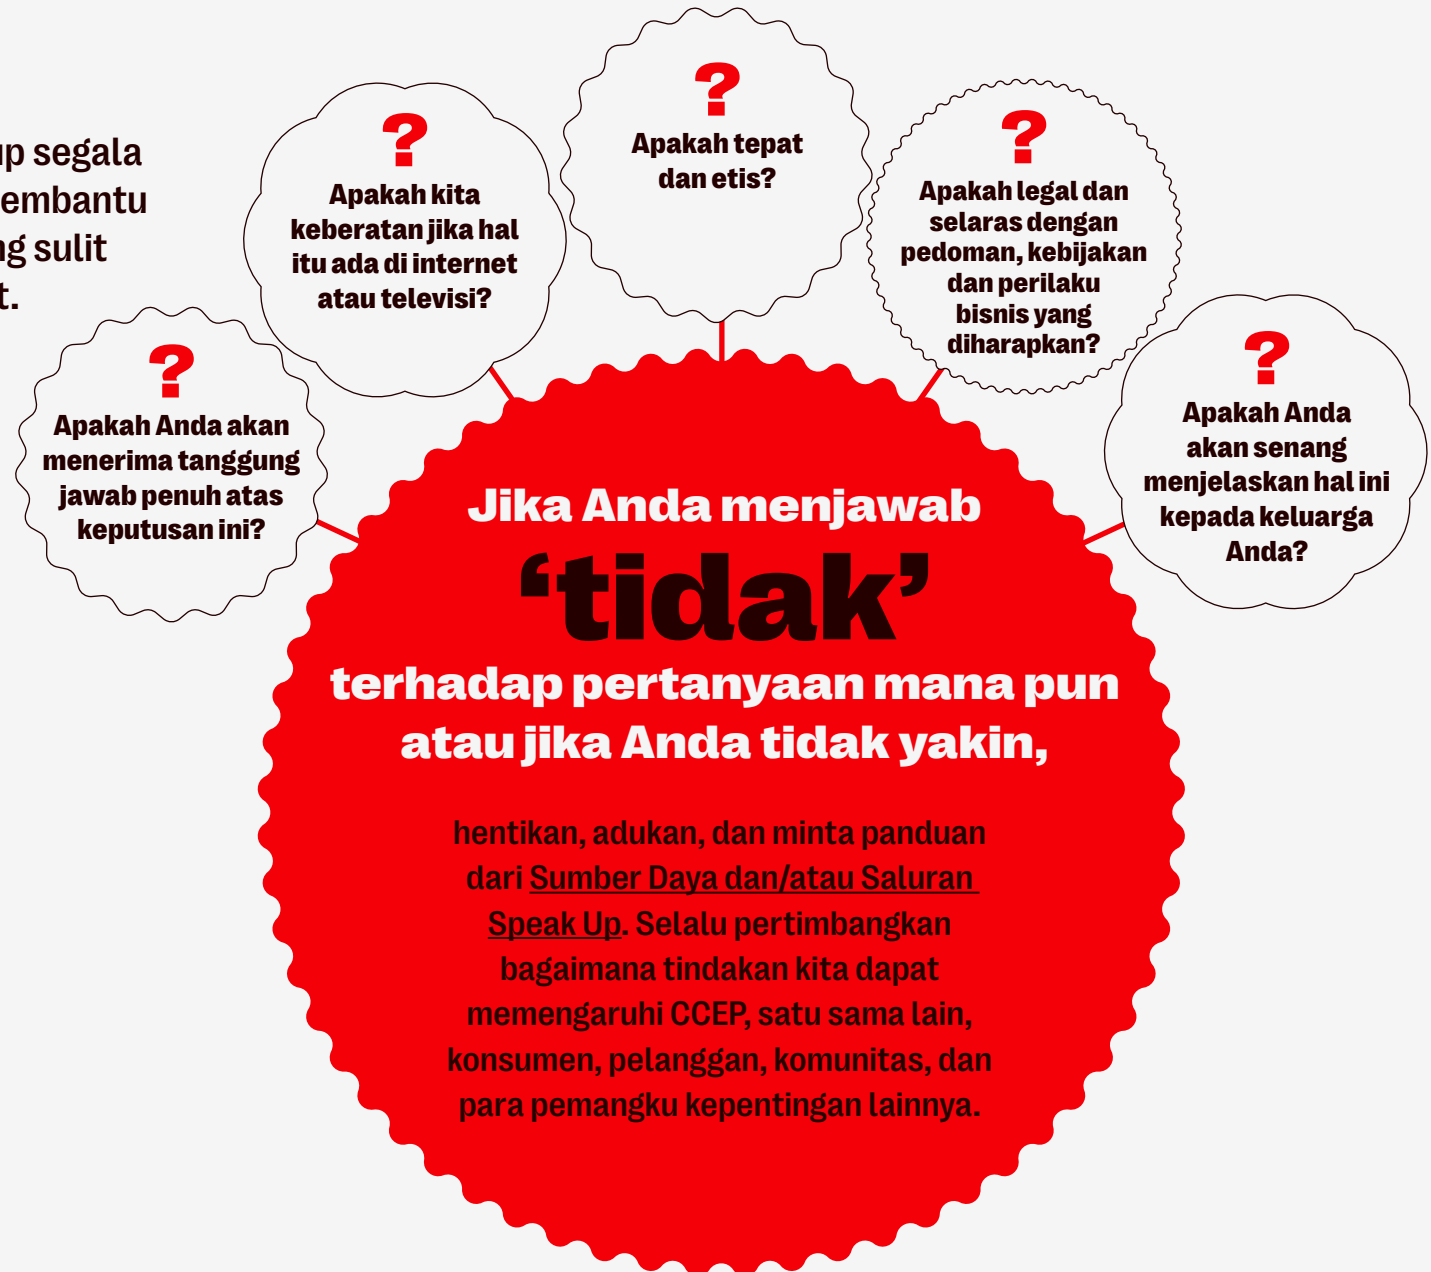 segala
sulit
?
Apakah Anda akan
menerima tanggung
jawab penuh atas
keputusan ini?
?
Apakah kita
keberatan jika hal
itu ada di internet
atau televisi?
?
Apakah tepat
dan etis?
?
Apakah legal dan
selaras dengan
pedoman, kebijakan
dan perilaku
bisnis yang
diharapkan?
?
Apakah Anda
akan senang
menjelaskan hal ini
kepada keluarga
Anda?
Jika Anda menjawab
‘tidak’
terhadap pertanyaan mana pun
atau jika Anda tidak yakin,
hentikan, adukan, dan minta panduan
dari Sumber Daya dan/atau Saluran
Speak Up. Selalu pertimbangkan
bagaimana tindakan kita dapat
memengaruhi CCEP, satu sama lain,
konsumen, pelanggan, komunitas, dan
para pemangku kepentingan lainnya.